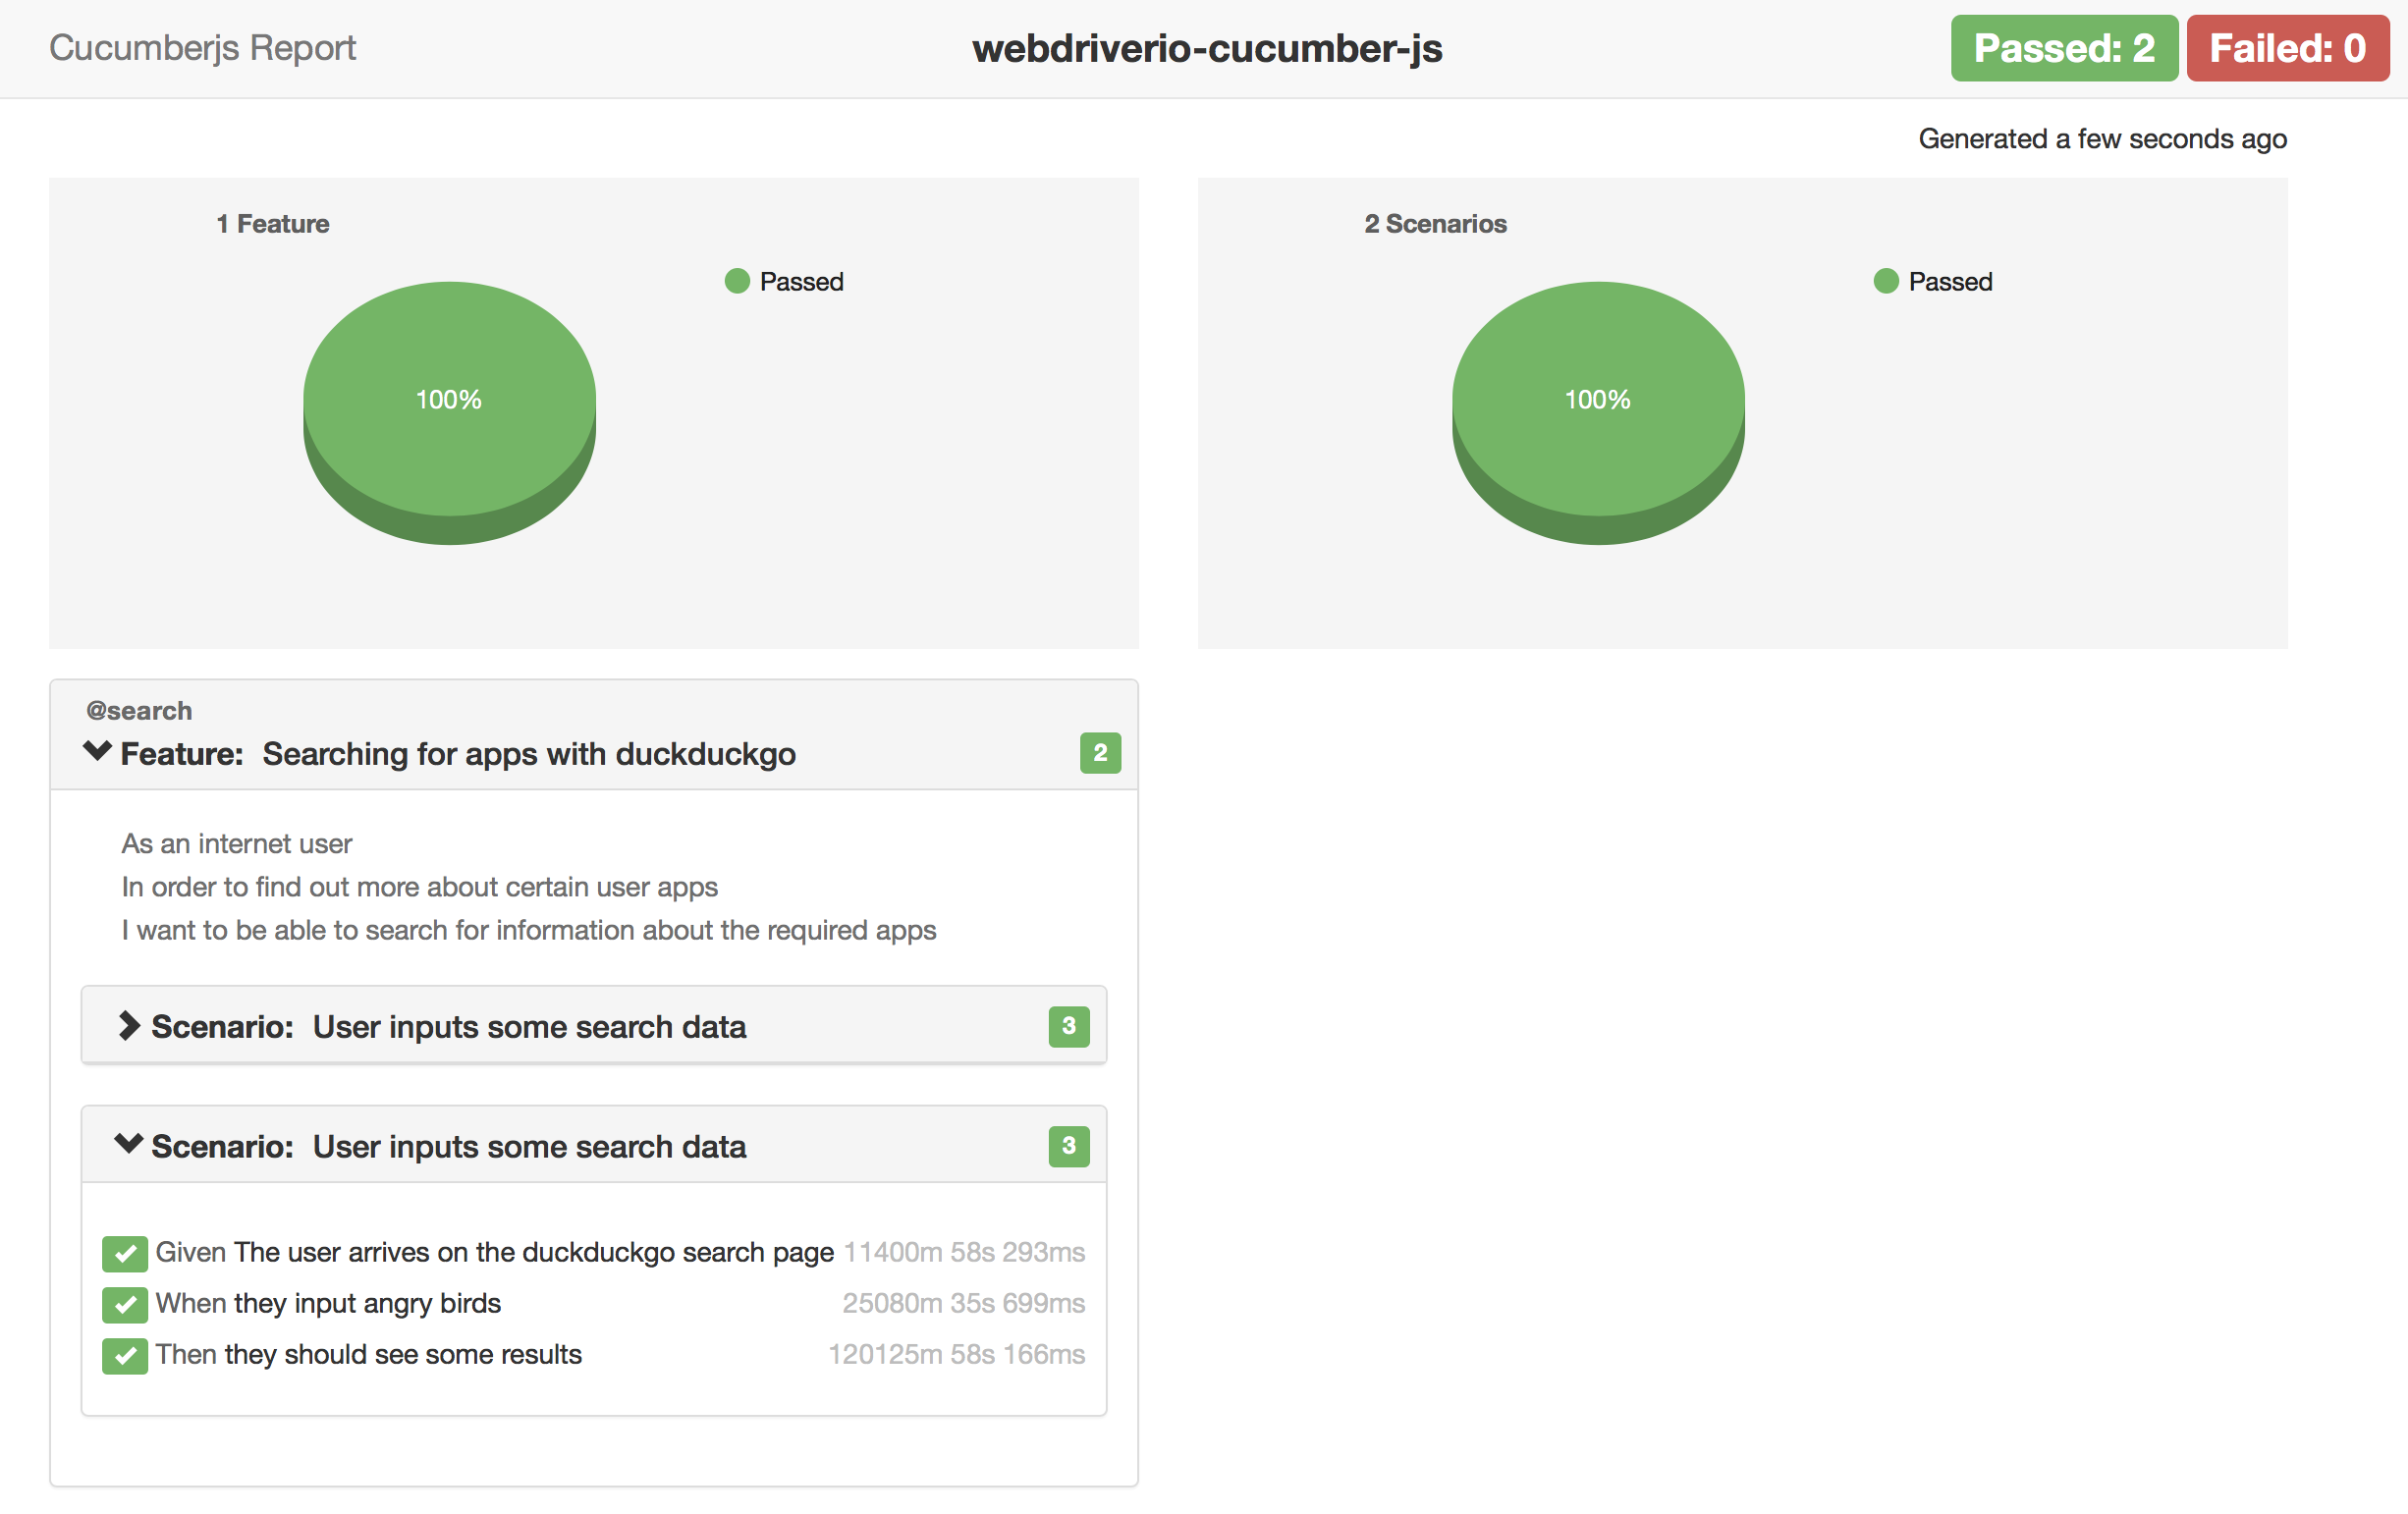 Cucumberjs Report
webdriverio-cucumber-js
Passed: 2
Failed: 0
Generated a few seconds ago
1 Feature
Passed
100%
2 Scenarios
Passed
100%
@search
Feature: Searching for apps with duckduckgo 2
As an internet user
In order to find out more about certain user apps
I want to be able to search for information about the required apps
Scenario: User inputs some search data 3
Scenario: User inputs some search data 3
Given The user arrives on the duckduckgo search page 11400m 58s 293ms
When they input angry birds 25080m 35s 699ms
Then they should see some results 120125m 58s 166ms